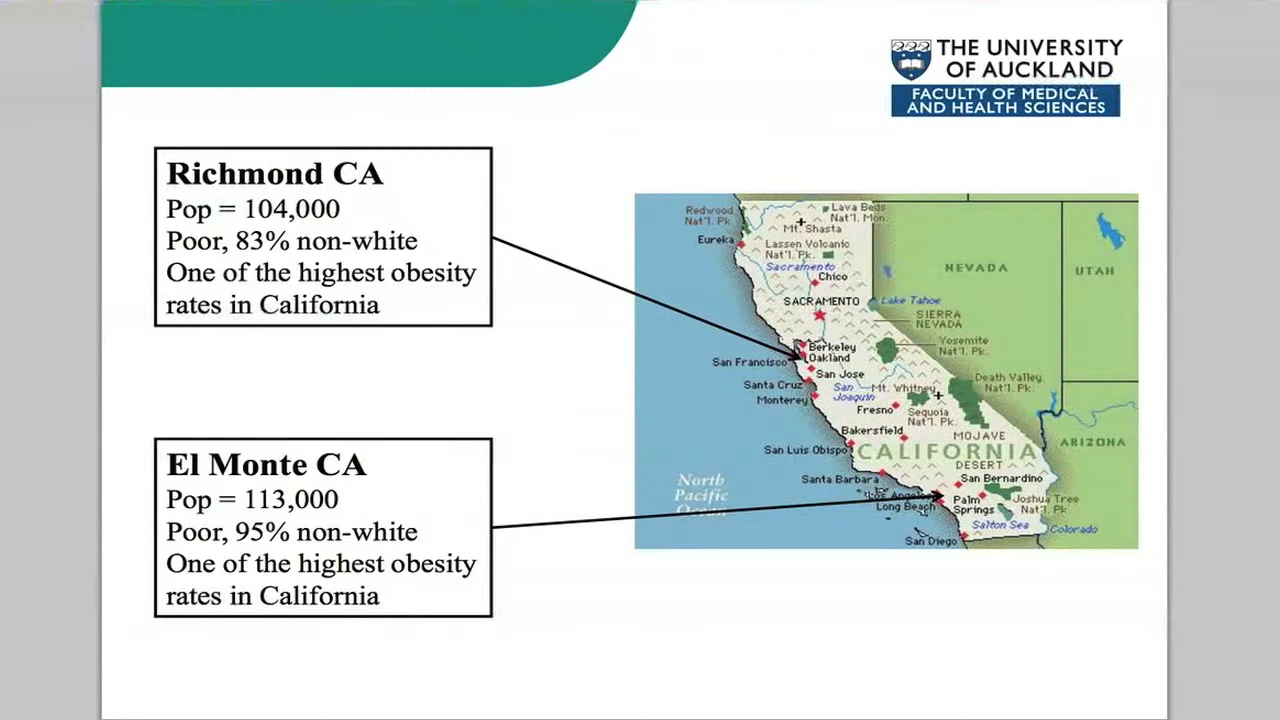 THE UNIVERSITY
OF AUCKLAND
FACULTY OF MEDICAL
AND HEALTH SCIENCES
Richmond CA
Pop = 104,000
Poor, 83% non-white
One of the highest obesity
rates in California
El Monte CA
Pop = 113,000
Poor, 95% non-white
One of the highest obesity
rates in California
Redwood
Nat'l. Pk.
Lava Beds
Nat'l. Mon.
Mt. Shasta
Eureka
Lassen Volcanic
Nat'l. Pk.
Sacramento
Chico
NEVADA
UTAH
SACRAMENTO
Lake Tahoe
SIERRA
NEVADA
Yosemite
Nat'l. Pk.
Berkeley
Oakland
San Francisco
San Jose
Santa Cruz
Monterey
San
Joaquin
Mt. Whitney
Death Valley
Nat'l. Pk.
Fresno
Sequoia
Nat'l. Pk.
Bakersfield
MOJAVE
DESERT
ARIZONA
San Luis Obispo
CALIFORNIA
Santa Barbara
San Bernardino
North
Pacific
Ocean
Los Angeles
Long Beach
Palm
Springs
Joshua Tree
Nat'l. Pk.
Salton Sea
Colorado
San Diego